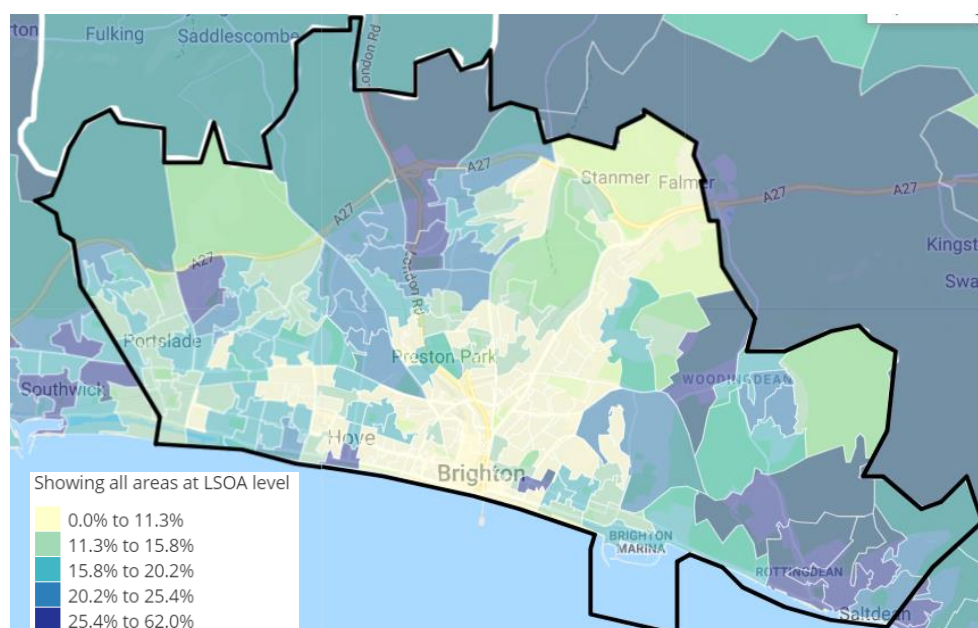 rton
Fulking
Saddlescombe
London Rd
A27
Stanmer
Falmer
A27
A27
A27
Kingst
A27
Swa
London Rd
Portslade
Preston Park
Southwick
WOODINGDEAN
Hove
Brighton
BRIGHTON
MARINA
ROTTINGDEAN
Saltdean
Showing all areas at LSOA level
0.0% to 11.3%
11.3% to 15.8%
15.8% to 20.2%
20.2% to 25.4%
25.4% to 62.0%